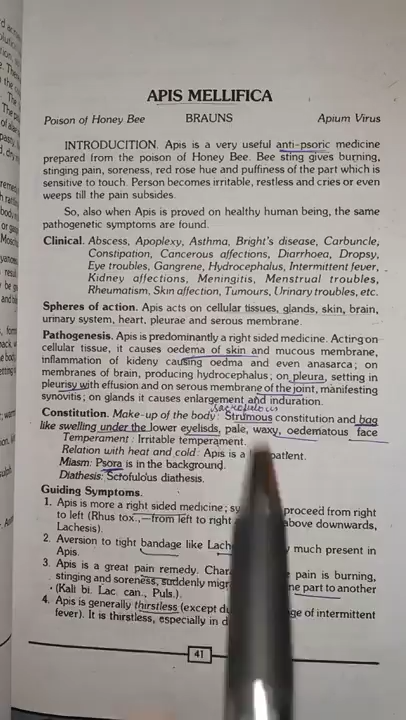 APIS MELLIFICA
Poison of Honey Bee BRAUNS Apium Virus
INTRODUCITION. Apis is a very useful anti-psoric medicine
prepared from the poison of Honey Bee. Bee sting gives burning,
stinging pain, soreness, red rose hue and puffiness of the part which is
sensitive to touch. Person becomes irritable, restless and cries or even
weeps till the pain subsides.
So, also when Apis is proved on healthy human being, the same
pathogenetic symptoms are found.
Clinical. Abscess, Apoplexy, Asthma, Bright's disease, Carbuncle,
Constipation, Cancerous affections, Diarrhoea, Dropsy,
Eye troubles, Gangrene, Hydrocephalus, Intermittent fever,
Kidney affections, Meningitis, Menstrual troubles,
Rheumatism, Skin affection, Tumours, Urinary troubles, etc.
Spheres of action. Apis acts on cellular tissues, glands, skin, brain,
urinary system, heart, pleurae and serous membrane.
Pathogenesis. Apis is predominantly a right sided medicine. Acting on
cellular tissue, it causes oedema of skin and mucous membrane,
inflammation of kideny causing oedma and even anasarca; on
membranes of brain, producing hydrocephalus; on pleura, setting in
pleurisy with effusion and on serous membrane of the joint, manifesting
synovitis; on glands it causes enlargement and induration.
Constitution. Make-up of the body: Strumous constitution and bag
like swelling under the lower eyelisds, pale, waxy, oedematous face
Temperament: Irritable temperament.
Relation with heat and cold: Apis is a patient.
Miasm: Psora is in the background.
Diathesis: Scrofulous diathesis.
Guiding Symptoms.
1. Apis is more a right sided medicine; proceed from right
to left (Rhus tox.,—from left to right above downwards,
Lachesis).
2. Aversion to tight bandage like much present in
Apis.
3. Apis is a great pain remedy. pain is burning,
stinging and soreness, suddenly part to another
(Kali bi. Lac. can., Puls.).
4. Apis is generally thirstless (except of intermittent
fever). It is thirstless, especially in
41